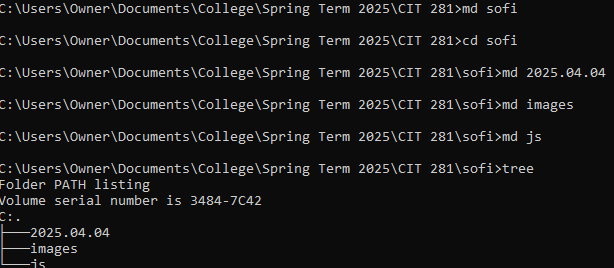 C:\Users\Owner\Documents\College\Spring Term 2025\CIT 281>md sofi
C:\Users\Owner\Documents\College\Spring Term 2025\CIT 281>cd sofi
C:\Users\Owner\Documents\College\Spring Term 2025\CIT 281\sofi>md 2025.04.04
C:\Users\Owner\Documents\College\Spring Term 2025\CIT 281\sofi>md images
C:\Users\Owner\Documents\College\Spring Term 2025\CIT 281\sofi>md js
C:\Users\Owner\Documents\College\Spring Term 2025\CIT 281\sofi>tree
Folder PATH listing
Volume serial number is 3484-7C42
C:.
├───2025.04.04
├───images
└───js